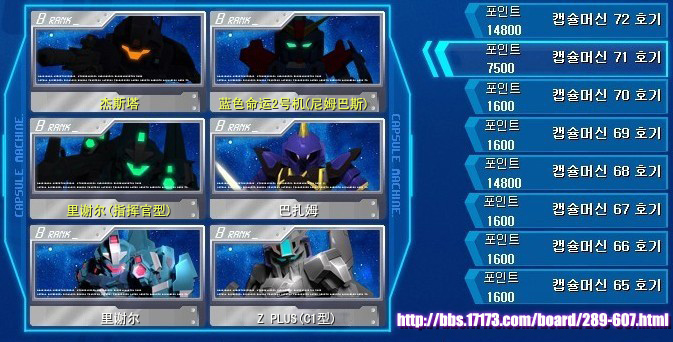 B RANK_
杰斯塔
B RANK_
蓝色命运2号机(尼姆巴斯)
B RANK_
里谢尔(指挥官型)
B RANK_
巴扎姆
B RANK_
里谢尔
B RANK_
Z PLUS(C1型)
CAPSULE MACHINE
CAPSULE MACHINE
포인트
14800
캡슐머신 72 호기
포인트
7500
캡슐머신 71 호기
포인트
1600
캡슐머신 70 호기
포인트
1600
캡슐머신 69 호기
포인트
14800
캡슐머신 68 호기
포인트
1600
캡슐머신 67 호기
포인트
1600
캡슐머신 66 호기
포인트
1600
캡슐머신 65 호기
http://bbs.17173.com/board/289-607.html